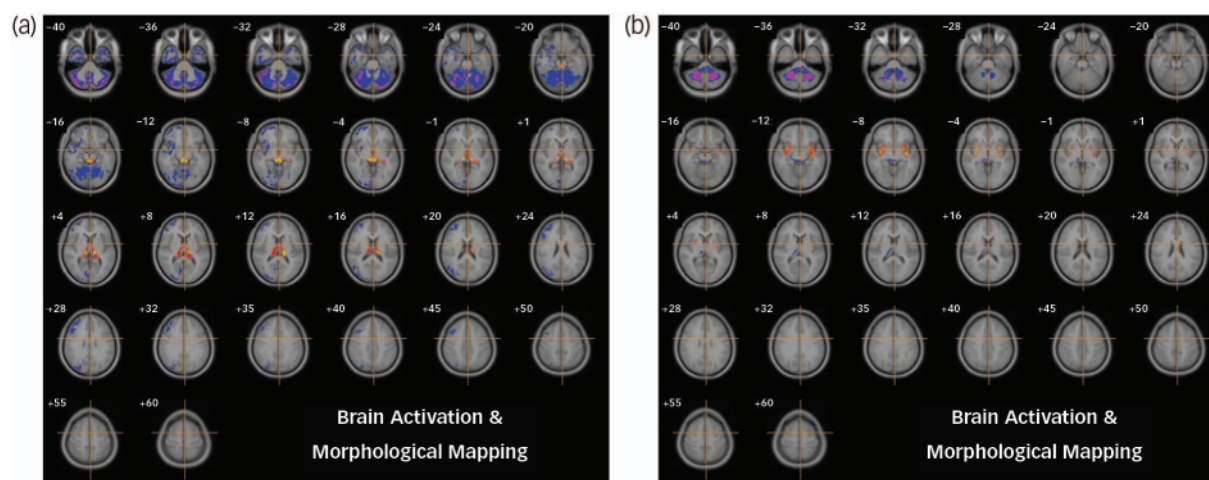 (a)
−40 −36 −32 −28 −24 −20
−16 −12 −8 −4 −1 +1
+4 +8 +12 +16 +20 +24
+28 +32 +35 +40 +45 +50
+55 +60
Brain Activation &
Morphological Mapping
(b)
−40 −36 −32 −28 −24 −20
−16 −12 −8 −4 −1 +1
+4 +8 +12 +16 +20 +24
+28 +32 +35 +40 +45 +50
+55 +60
Brain Activation &
Morphological Mapping